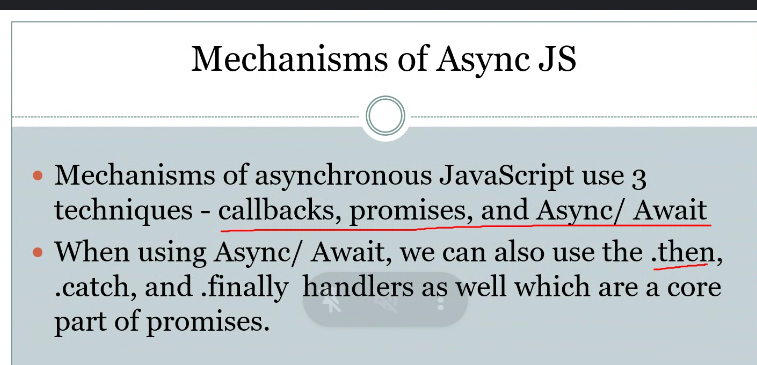 Mechanisms of Async JS
Mechanisms of asynchronous JavaScript use 3
techniques - callbacks, promises, and Async/ Await
When using Async/ Await, we can also use the .then,
.catch, and .finally handlers as well which are a core
part of promises.